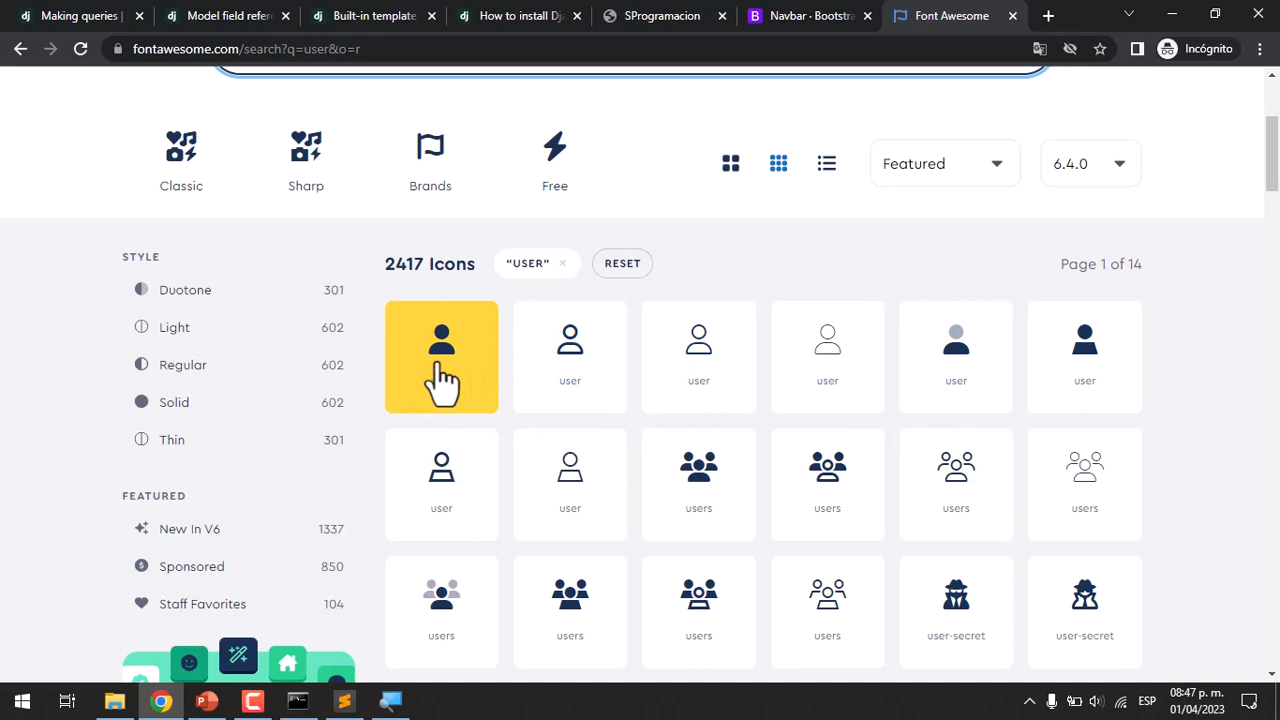 Making queries |
Model field refere
Built-in template
How to install Dja
SProgramacion
Navbar · Bootstra
Font Awesome
fontawesome.com/search?q=user&o=r
Incógnito
Classic
Sharp
Brands
Free
Featured
6.4.0
STYLE
Duotone 301
Light 602
Regular 602
Solid 602
Thin 301
FEATURED
New In V6 1337
Sponsored 850
Staff Favorites 104
2417 Icons
"USER" ×
RESET
Page 1 of 14
user user user user user
user user users users users users
users users users users user-secret user-secret
ESP
08:47 p. m.
01/04/2023